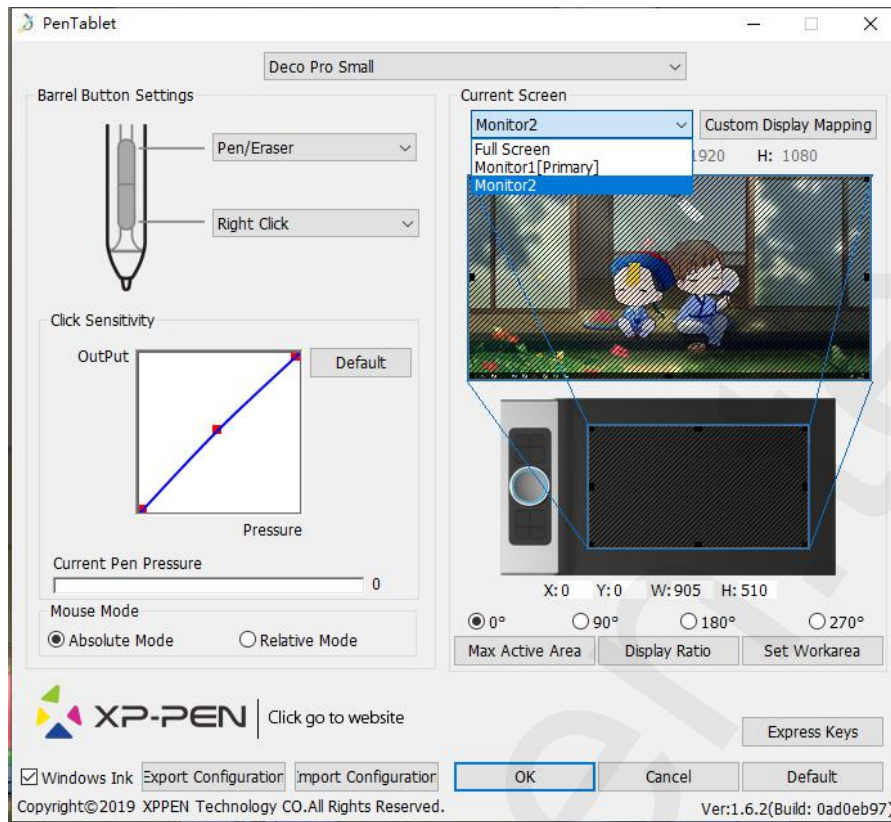 PenTablet
Deco Pro Small
Barrel Button Settings
Pen/Eraser
Right Click
Click Sensitivity
OutPut
Default
Pressure
Current Pen Pressure
0
Mouse Mode
Absolute Mode
Relative Mode
Current Screen
Monitor2
Custom Display Mapping
Full Screen
Monitor1[Primary]
Monitor2
1920 H: 1080
X: 0 Y: 0 W: 905 H: 510
0° 90° 180° 270°
Max Active Area Display Ratio Set Workarea
XP-PEN Click go to website
Express Keys
Windows Ink Export Configuration Import Configuration OK Cancel Default
Copyright©2019 XPPEN Technology CO.All Rights Reserved.
Ver:1.6.2(Build: 0ad0eb97)